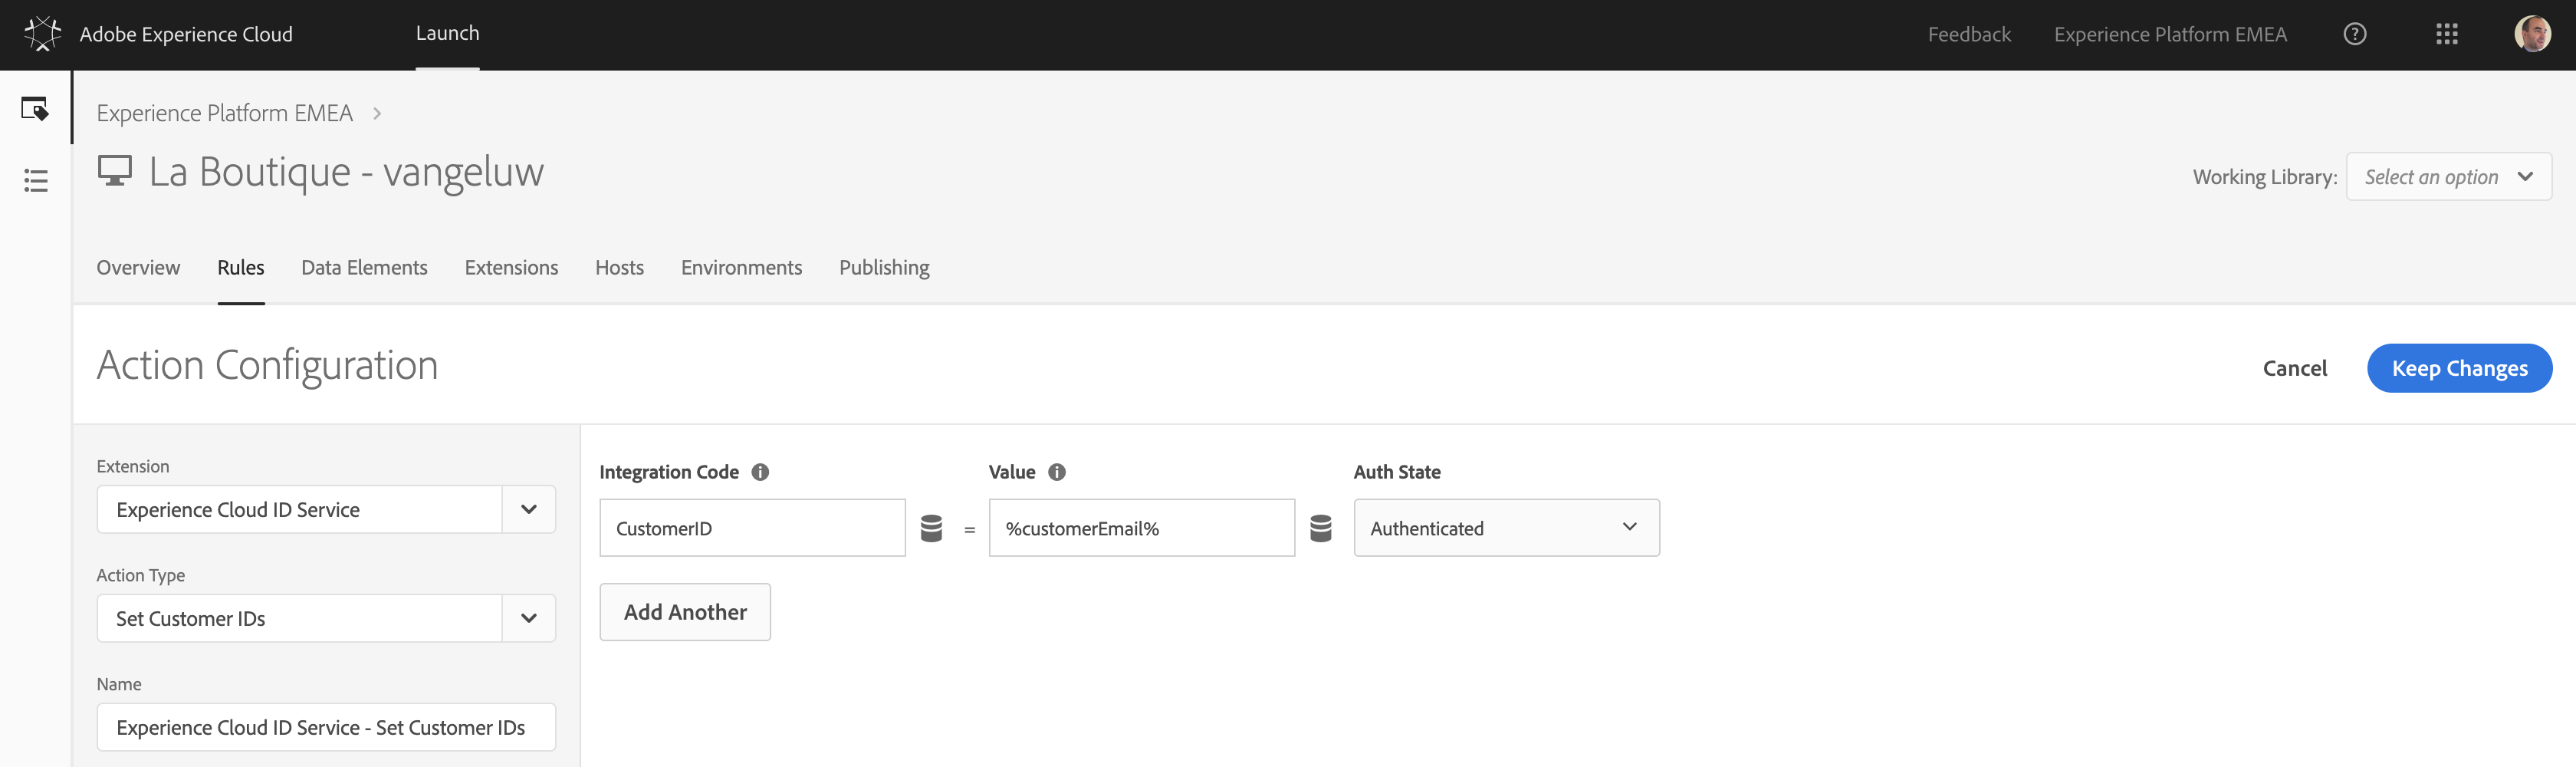 Adobe Experience Cloud Launch Feedback Experience Platform EMEA
Experience Platform EMEA
La Boutique - vangeluw
Working Library: Select an option
Overview Rules Data Elements Extensions Hosts Environments Publishing
Action Configuration
Cancel Keep Changes
Extension
Experience Cloud ID Service
Action Type
Set Customer IDs
Name
Experience Cloud ID Service - Set Customer IDs
Integration Code Value Auth State
CustomerID = %customerEmail% Authenticated
Add Another